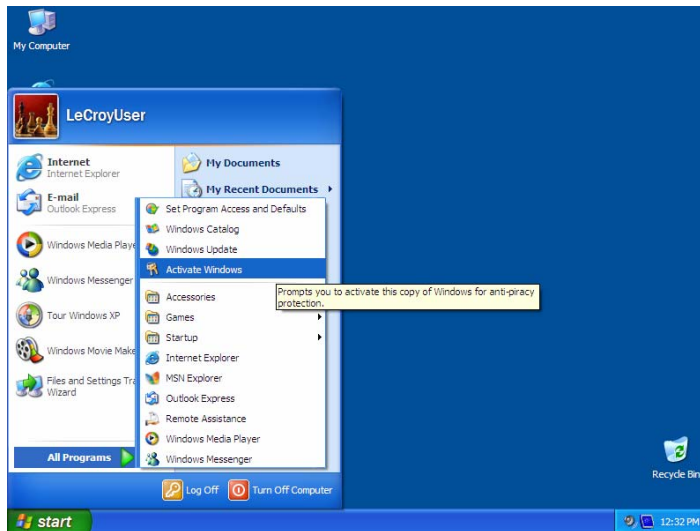 My Computer
LeCroyUser
Internet
Internet Explorer
E-mail
Outlook Express
Windows Media Playe
Windows Messenger
Tour Windows XP
Windows Movie Make
Files and Settings Tra
Wizard
All Programs
My Documents
My Recent Documents
Set Program Access and Defaults
Windows Catalog
Windows Update
Activate Windows
Prompts you to activate this copy of Windows for anti-piracy
protection.
Accessories
Games
Startup
Internet Explorer
MSN Explorer
Outlook Express
Remote Assistance
Windows Media Player
Windows Messenger
Log Off
Turn Off Computer
Recycle Bin
start
12:32 PM